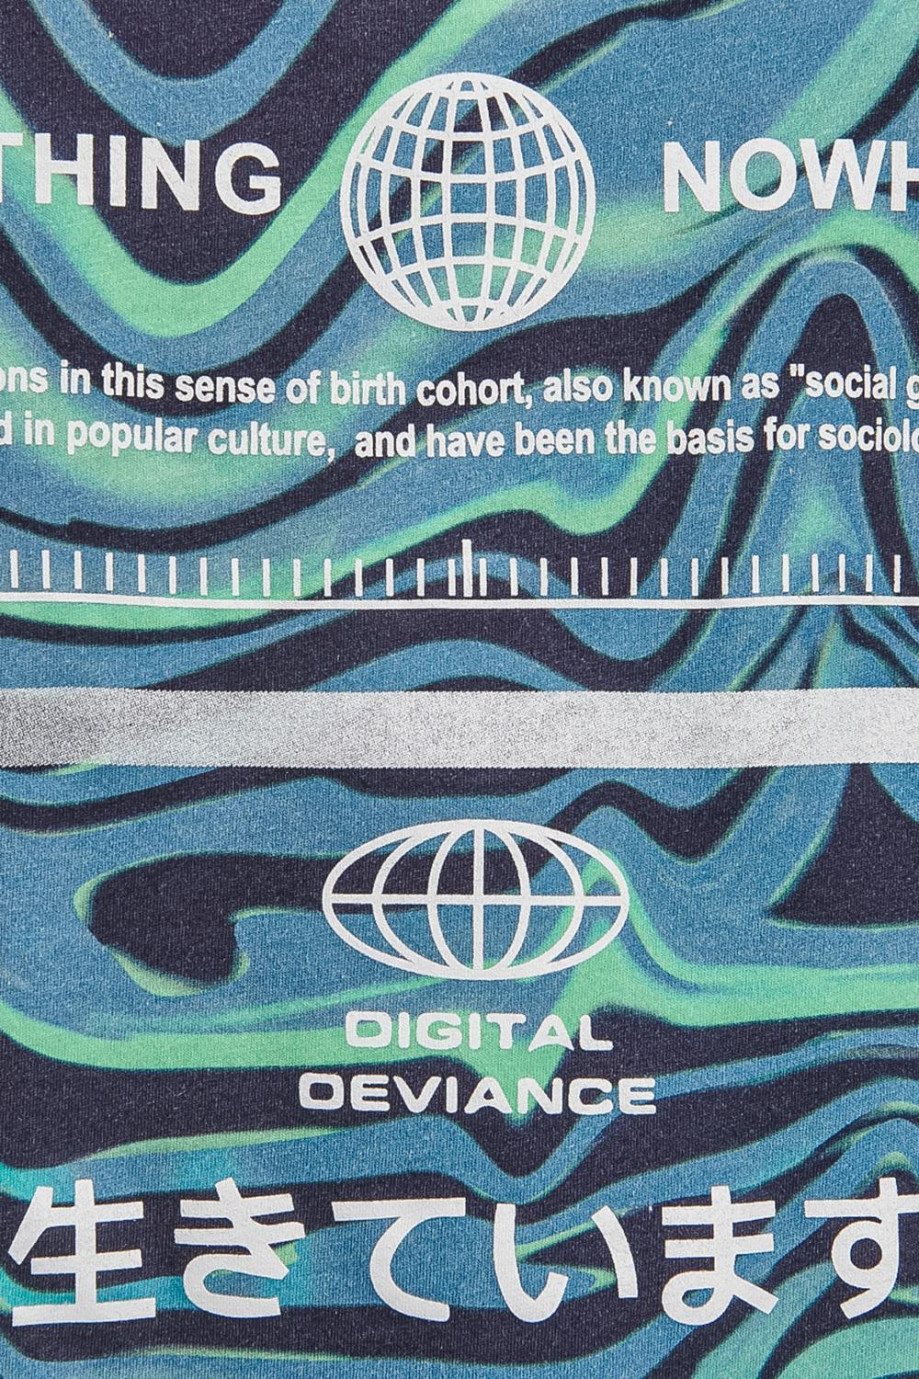 THING NOWH
ons in this sense of birth cohort, also known as "social g
d in popular culture, and have been the basis for sociolo
DIGITAL
DEVIANCE
生きています